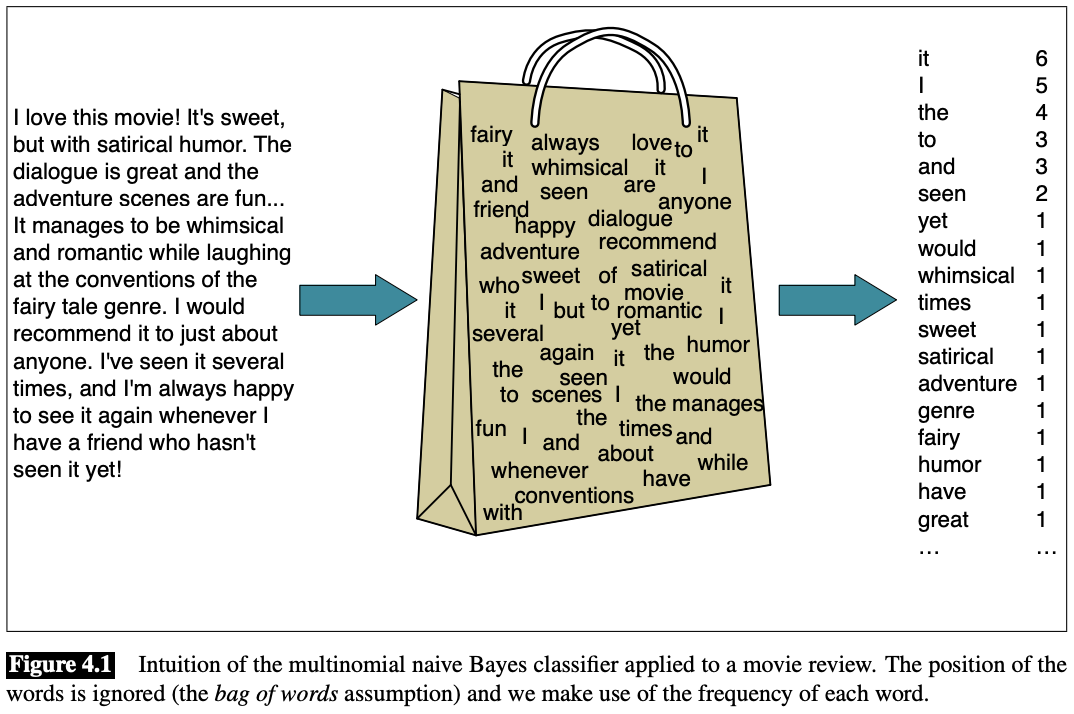 I love this movie! It's sweet,
but with satirical humor. The
dialogue is great and the
adventure scenes are fun...
It manages to be whimsical
and romantic while laughing
at the conventions of the
fairy tale genre. I would
recommend it to just about
anyone. I've seen it several
times, and I'm always happy
to see it again whenever I
have a friend who hasn't
seen it yet!
fairy always love to it
it whimsical it I
and seen are anyone
friend happy dialogue
adventure recommend
who sweet of satirical it
it I but to movie romantic I
several yet
again it the humor
the seen would
to scenes I the manages
fun I and the times and
about while
whenever have
conventions
with
it 6
I 5
the 4
to 3
and 3
seen 2
yet 1
would 1
whimsical 1
times 1
sweet 1
satirical 1
adventure 1
genre 1
fairy 1
humor 1
have 1
great 1
... ...
Figure 4.1 Intuition of the multinomial naive Bayes classifier applied to a movie review. The position of the
words is ignored (the bag of words assumption) and we make use of the frequency of each word.